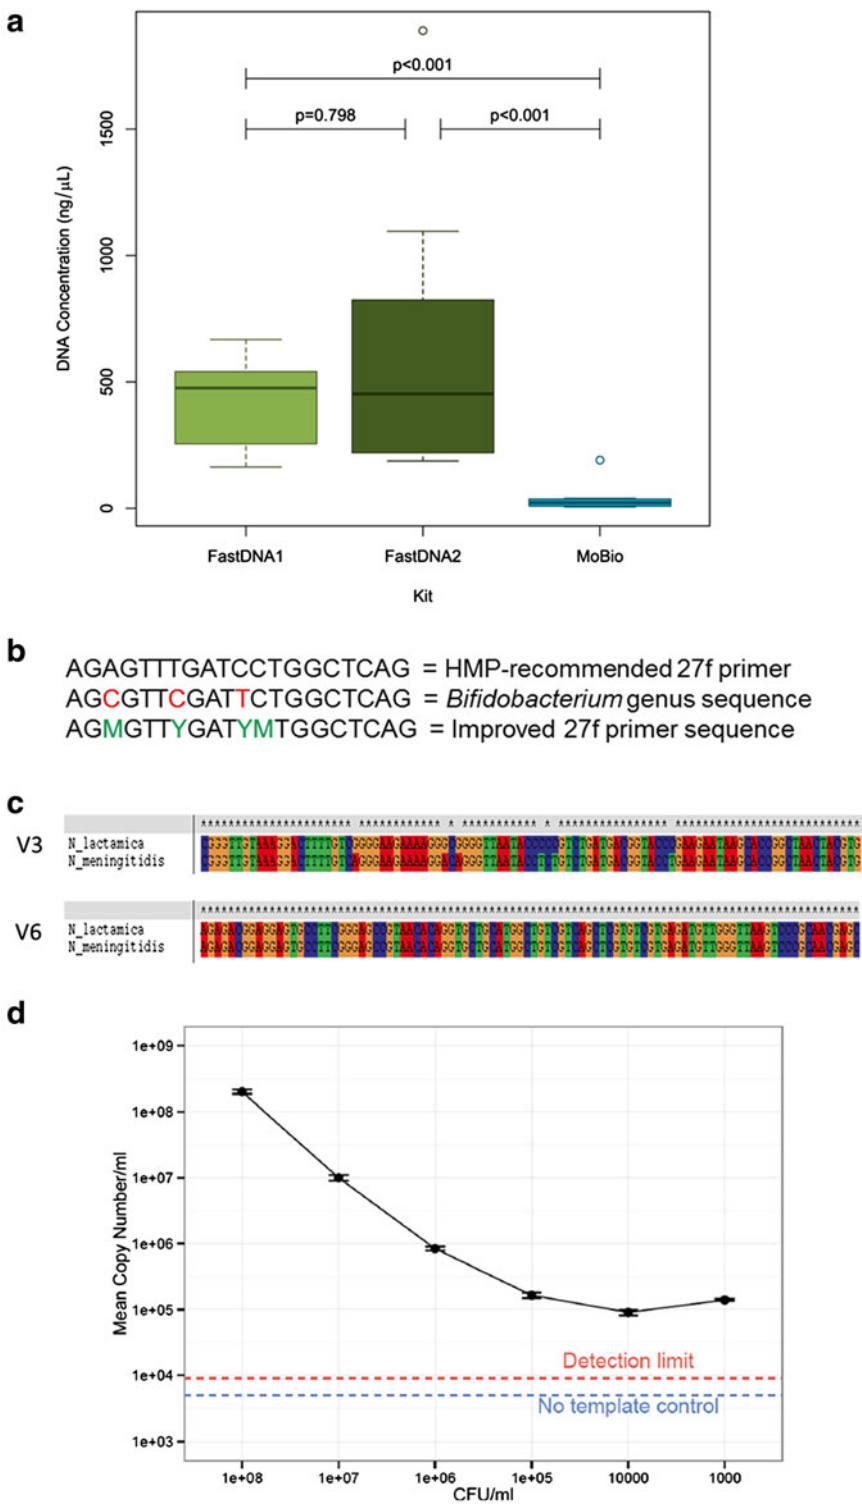 a
p<0.001
p=0.798
p<0.001
1500
1000
500
0
DNA Concentration (ng/µL)
FastDNA1
FastDNA2
MoBio
Kit
b
AGAGTTTGATCCTGGCTCAG = HMP-recommended 27f primer
AGCGTTCGATTCTGGCTCAG = Bifidobacterium genus sequence
AGMGTTYGATYMTGGCTCAG = Improved 27f primer sequence
c
V3
N_lactamica
N_meningitidis
V6
N_lactamica AGAGACGGAGGAGTGCCTTCGGGAGCCGTAACACAGGTGCTGCATGGCTGTCGTCAGCTCGTGTCGTGAGATGTTGGGTTAAGTCCCGCAACGAGC
N_meningitidis AGAGACGGAGGAGTGCCTTCGGGAGCCGTAACACAGGTGCTGCATGGCTGTCGTCAGCTCGTGTCGTGAGATGTTGGGTTAAGTCCCGCAACGAGC
d
1e+09
1e+08
1e+07
1e+06
1e+05
1e+04
1e+03
Mean Copy Number/ml
Detection limit
No template control
1e+08
1e+07
1e+06
1e+05
10000
1000
CFU/ml